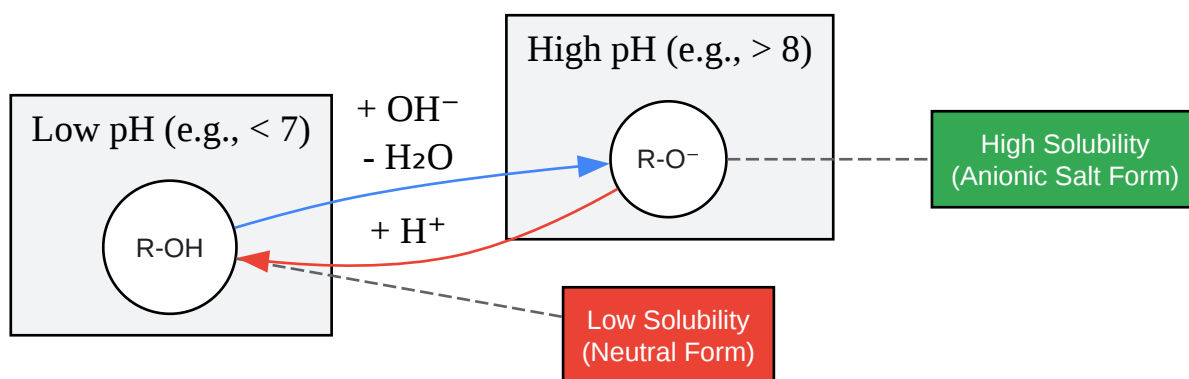 Low pH (e.g., < 7)
R-OH
+ OH⁻
- H₂O
+ H⁺
High pH (e.g., > 8)
R-O⁻
High Solubility
(Anionic Salt Form)
Low Solubility
(Neutral Form)